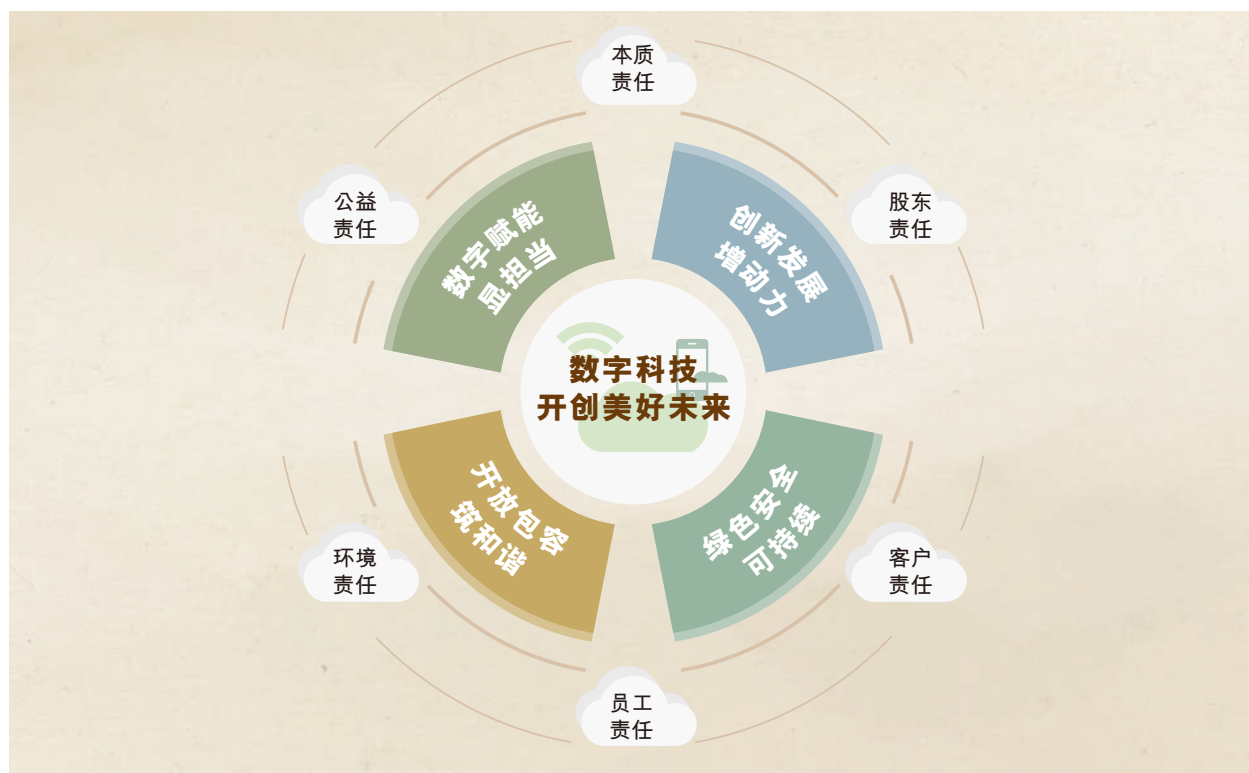 本质
责任
公益
责任
股东
责任
数字赋能
显担当
创新发展
增动力
数字科技
开创美好未来
开放包容
筑和谐
绿色安全
可持续
环境
责任
客户
责任
员工
责任